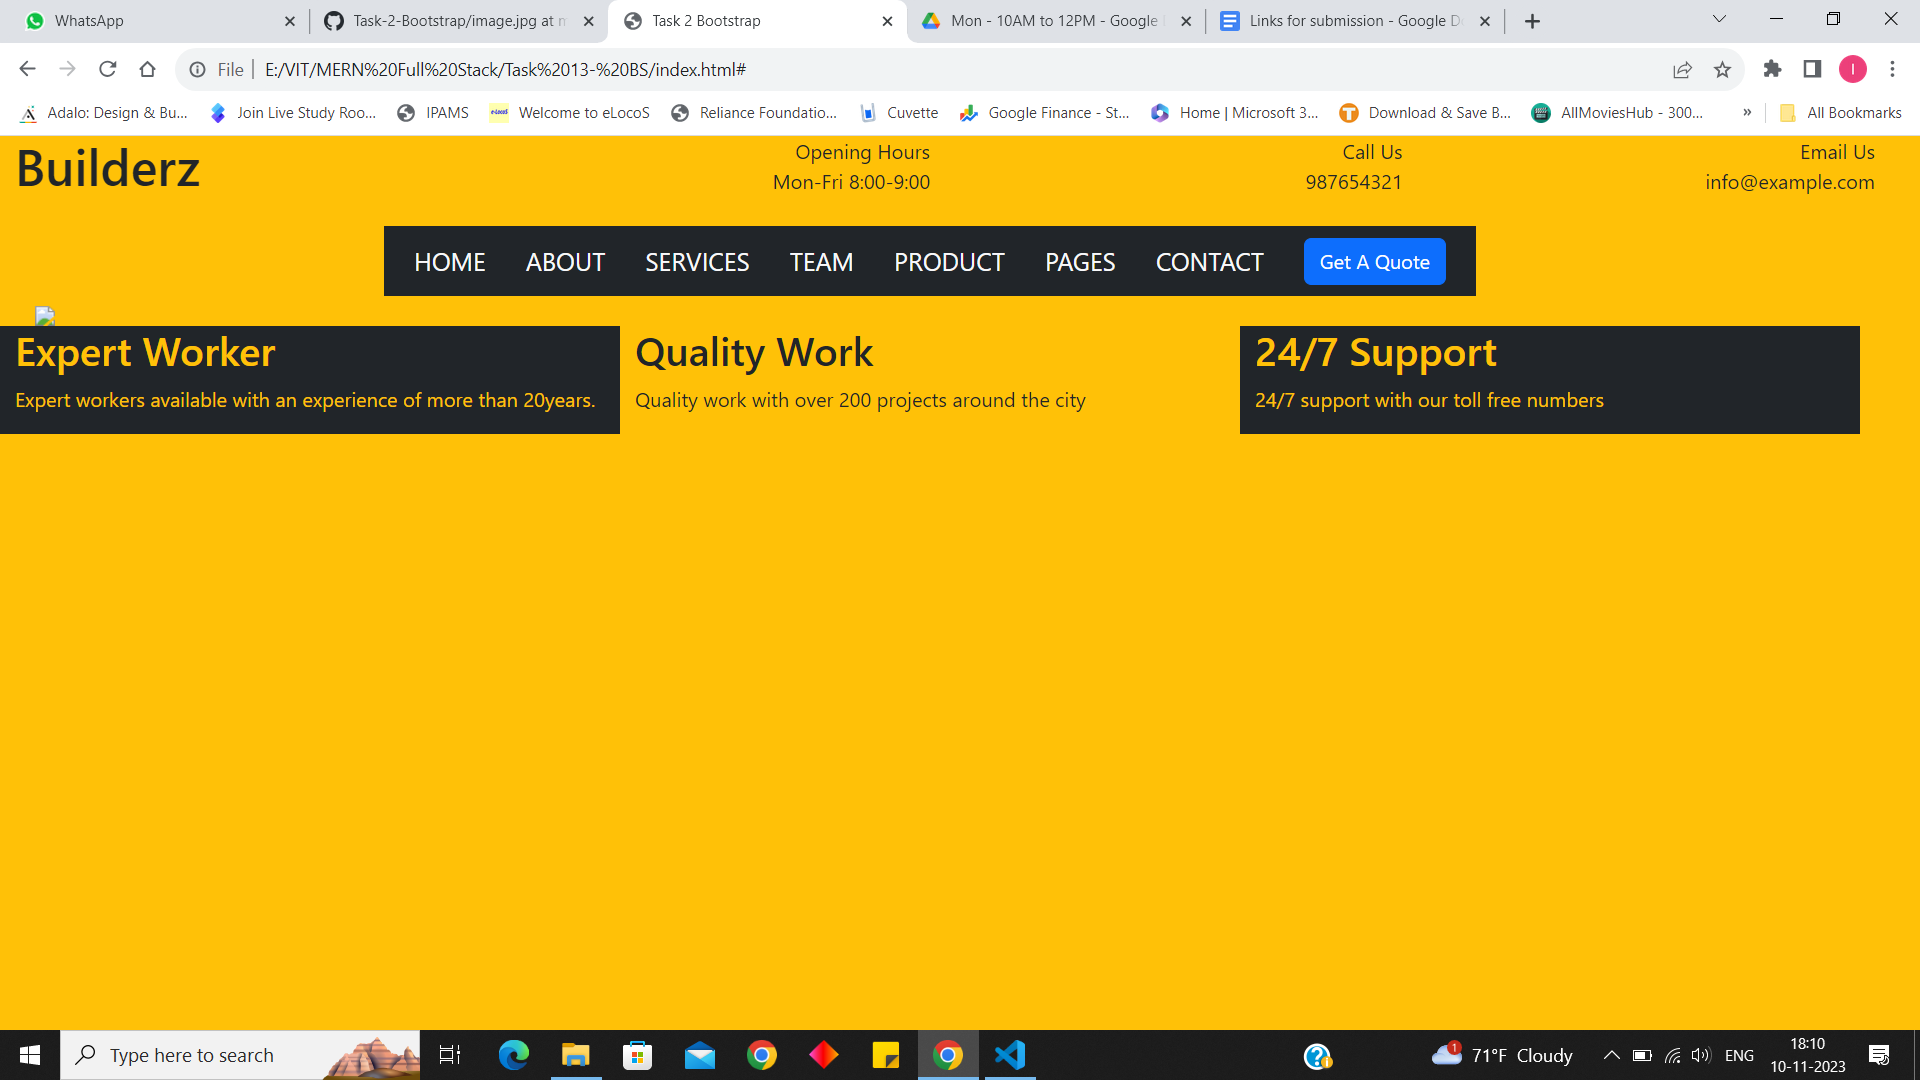 WhatsApp
Task-2-Bootstrap/image.jpg at m
Task 2 Bootstrap
Mon - 10AM to 12PM - Google
Links for submission - Google D
File
E:/VIT/MERN%20Full%20Stack/Task%2013-%20BS/index.html#
I
Adalo: Design & Bu...
Join Live Study Roo...
IPAMS
Welcome to eLocoS
Reliance Foundatio...
Cuvette
Google Finance - St...
Home | Microsoft 3...
Download & Save B...
AllMoviesHub - 300...
»
All Bookmarks
Builderz
Opening Hours
Mon-Fri 8:00-9:00
Call Us
987654321
Email Us
info@example.com
HOME ABOUT SERVICES TEAM PRODUCT PAGES CONTACT Get A Quote
Expert Worker
Expert workers available with an experience of more than 20years.
Quality Work
Quality work with over 200 projects around the city
24/7 Support
24/7 support with our toll free numbers
Type here to search
1
71°F Cloudy
ENG
18:10
10-11-2023